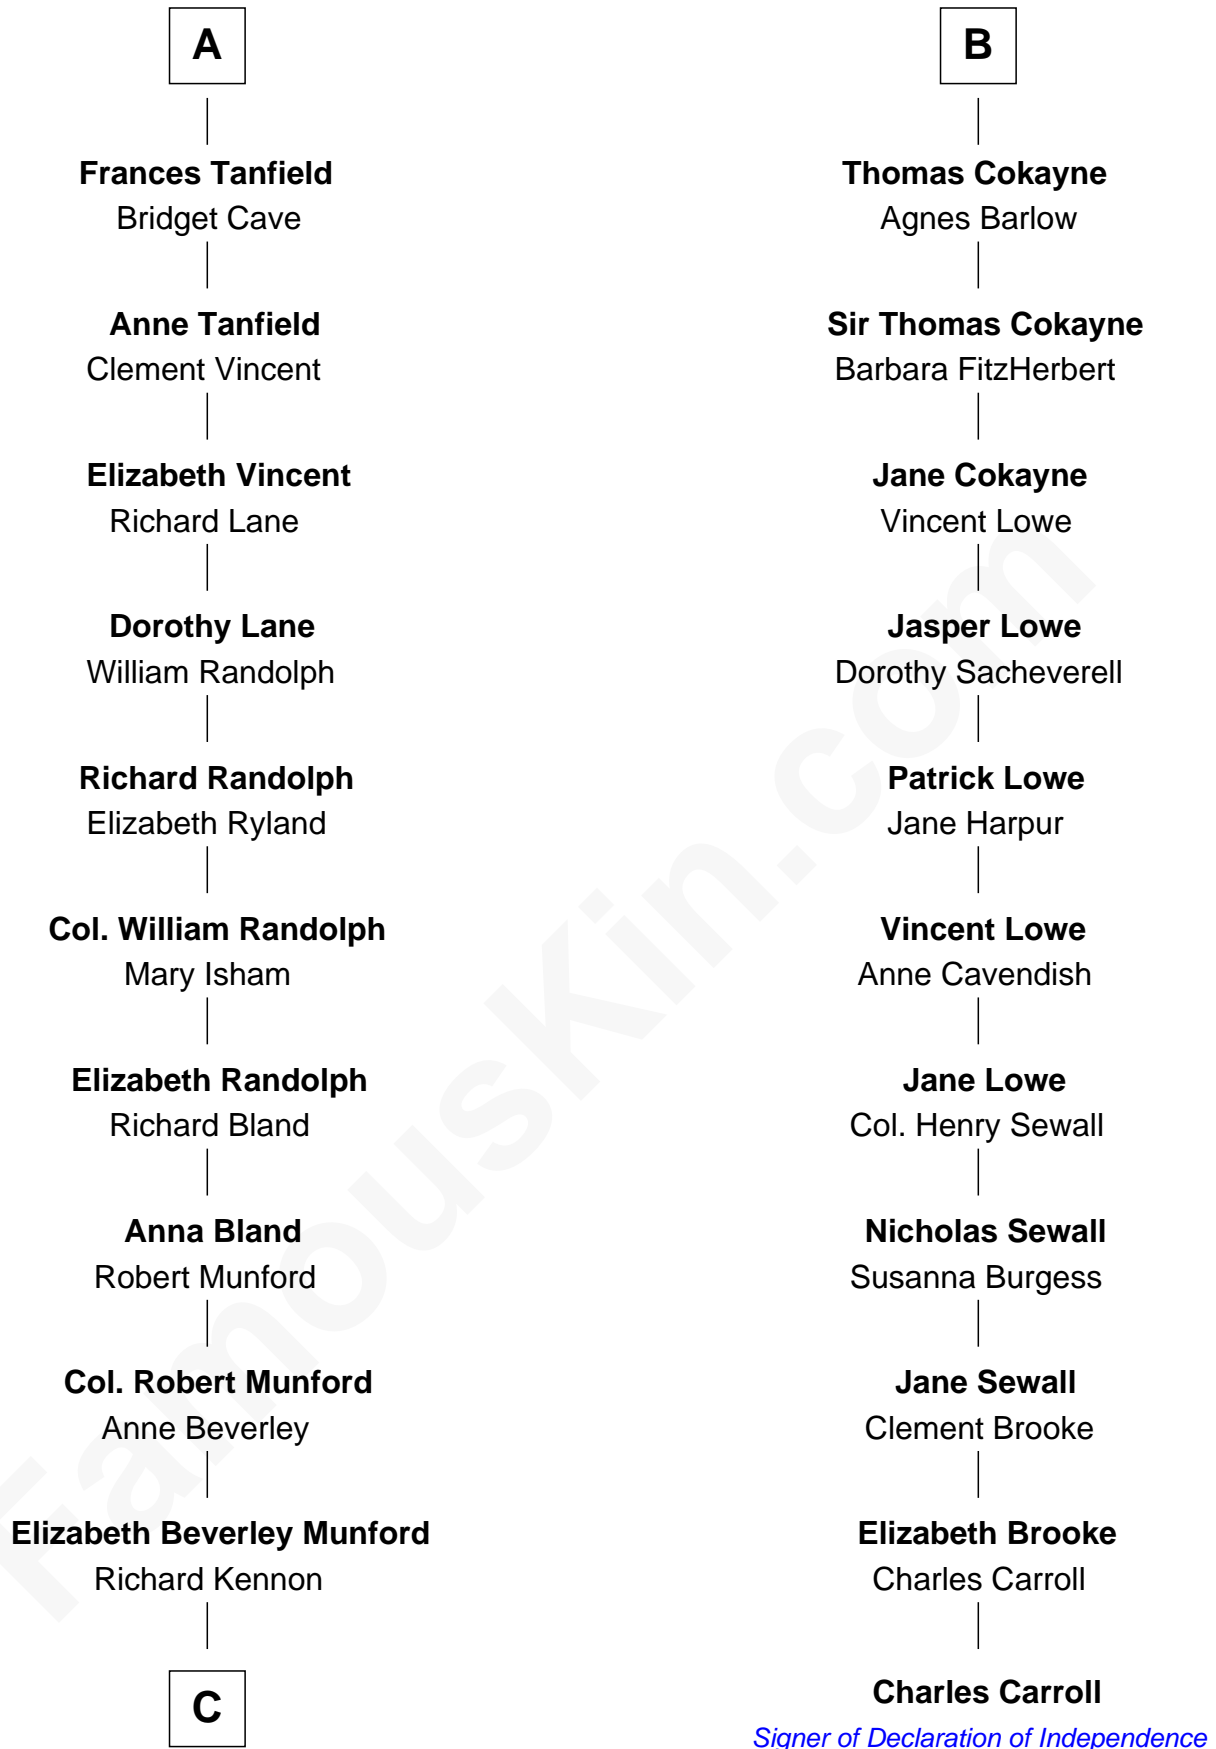 A
Frances Tanfield
Bridget Cave
Anne Tanfield
Clement Vincent
Elizabeth Vincent
Richard Lane
Dorothy Lane
William Randolph
Richard Randolph
Elizabeth Ryland
Col. William Randolph
Mary Isham
Elizabeth Randolph
Richard Bland
Anna Bland
Robert Munford
Col. Robert Munford
Anne Beverley
Elizabeth Beverley Munford
Richard Kennon
C
B
Thomas Cokayne
Agnes Barlow
Sir Thomas Cokayne
Barbara FitzHerbert
Jane Cokayne
Vincent Lowe
Jasper Lowe
Dorothy Sacheverell
Patrick Lowe
Jane Harpur
Vincent Lowe
Anne Cavendish
Jane Lowe
Col. Henry Sewall
Nicholas Sewall
Susanna Burgess
Jane Sewall
Clement Brooke
Elizabeth Brooke
Charles Carroll
Charles Carroll
Signer of Declaration of Independence
FamousKin.com